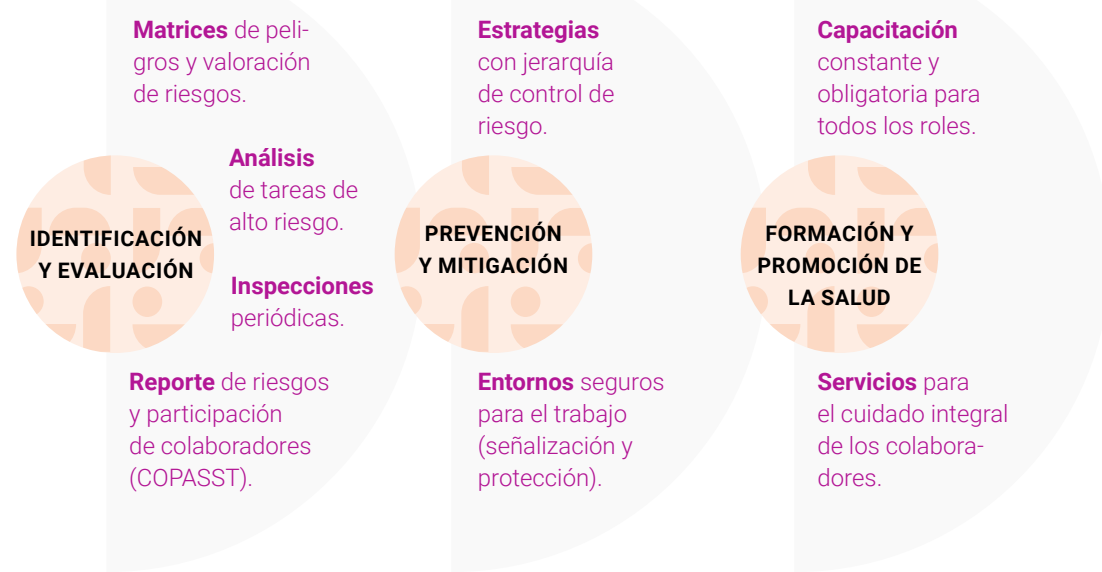 Matrices de peli-
gros y valoración
de riesgos.
Análisis
de tareas de
alto riesgo.
IDENTIFICACIÓN
Y EVALUACIÓN
Inspecciones
periódicas.
Reporte de riesgos
y participación
de colaboradores
(COPASST).
Estrategias
con jerarquía
de control de
riesgo.
PREVENCIÓN
Y MITIGACIÓN
Entornos seguros
para el trabajo
(señalización y
protección).
Capacitación
constante y
obligatoria para
todos los roles.
FORMACIÓN Y
PROMOCIÓN DE
LA SALUD
Servicios para
el cuidado integral
de los colabora-
dores.